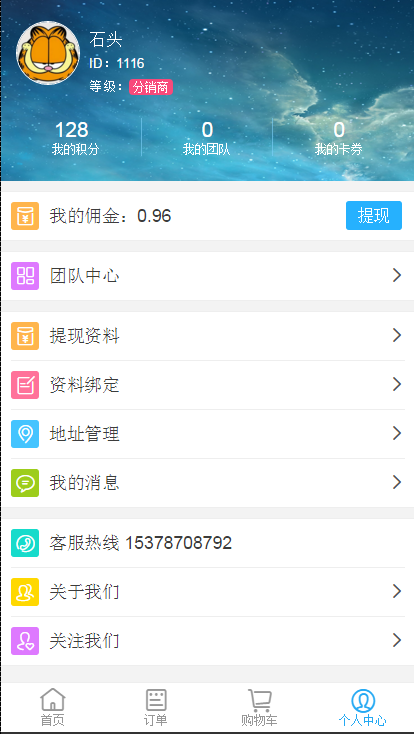 石头
ID：1116
等级：分销商
128 0 0
我的积分 我的团队 我的卡券
我的佣金：0.96 提现
团队中心
提现资料
资料绑定
地址管理
我的消息
客服热线 15378708792
关于我们
关注我们
首页 订单 购物车 个人中心